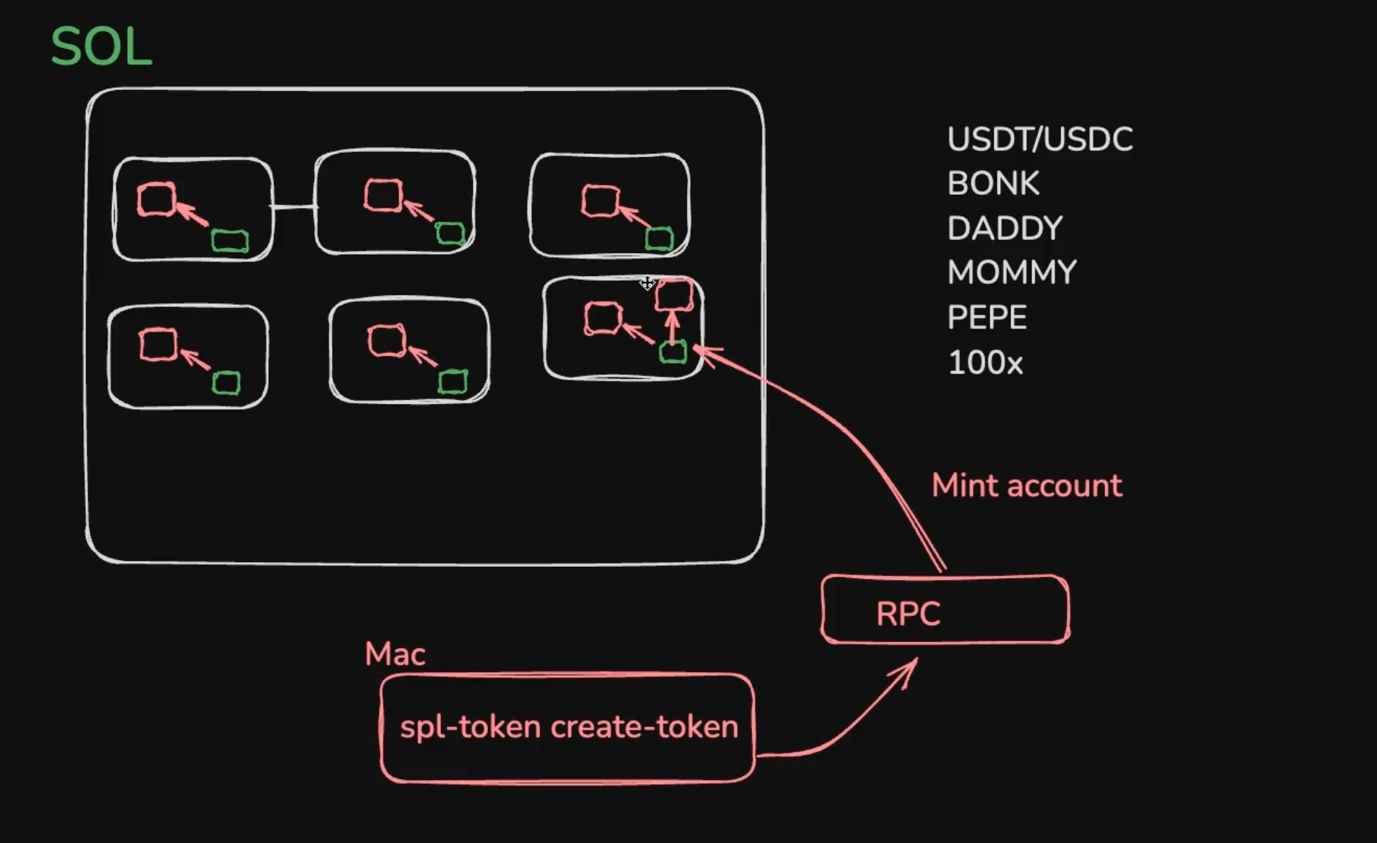 SOL
USDT/USDC
BONK
DADDY
MOMMY
PEPE
100x
Mint account
RPC
Mac
spl-token create-token